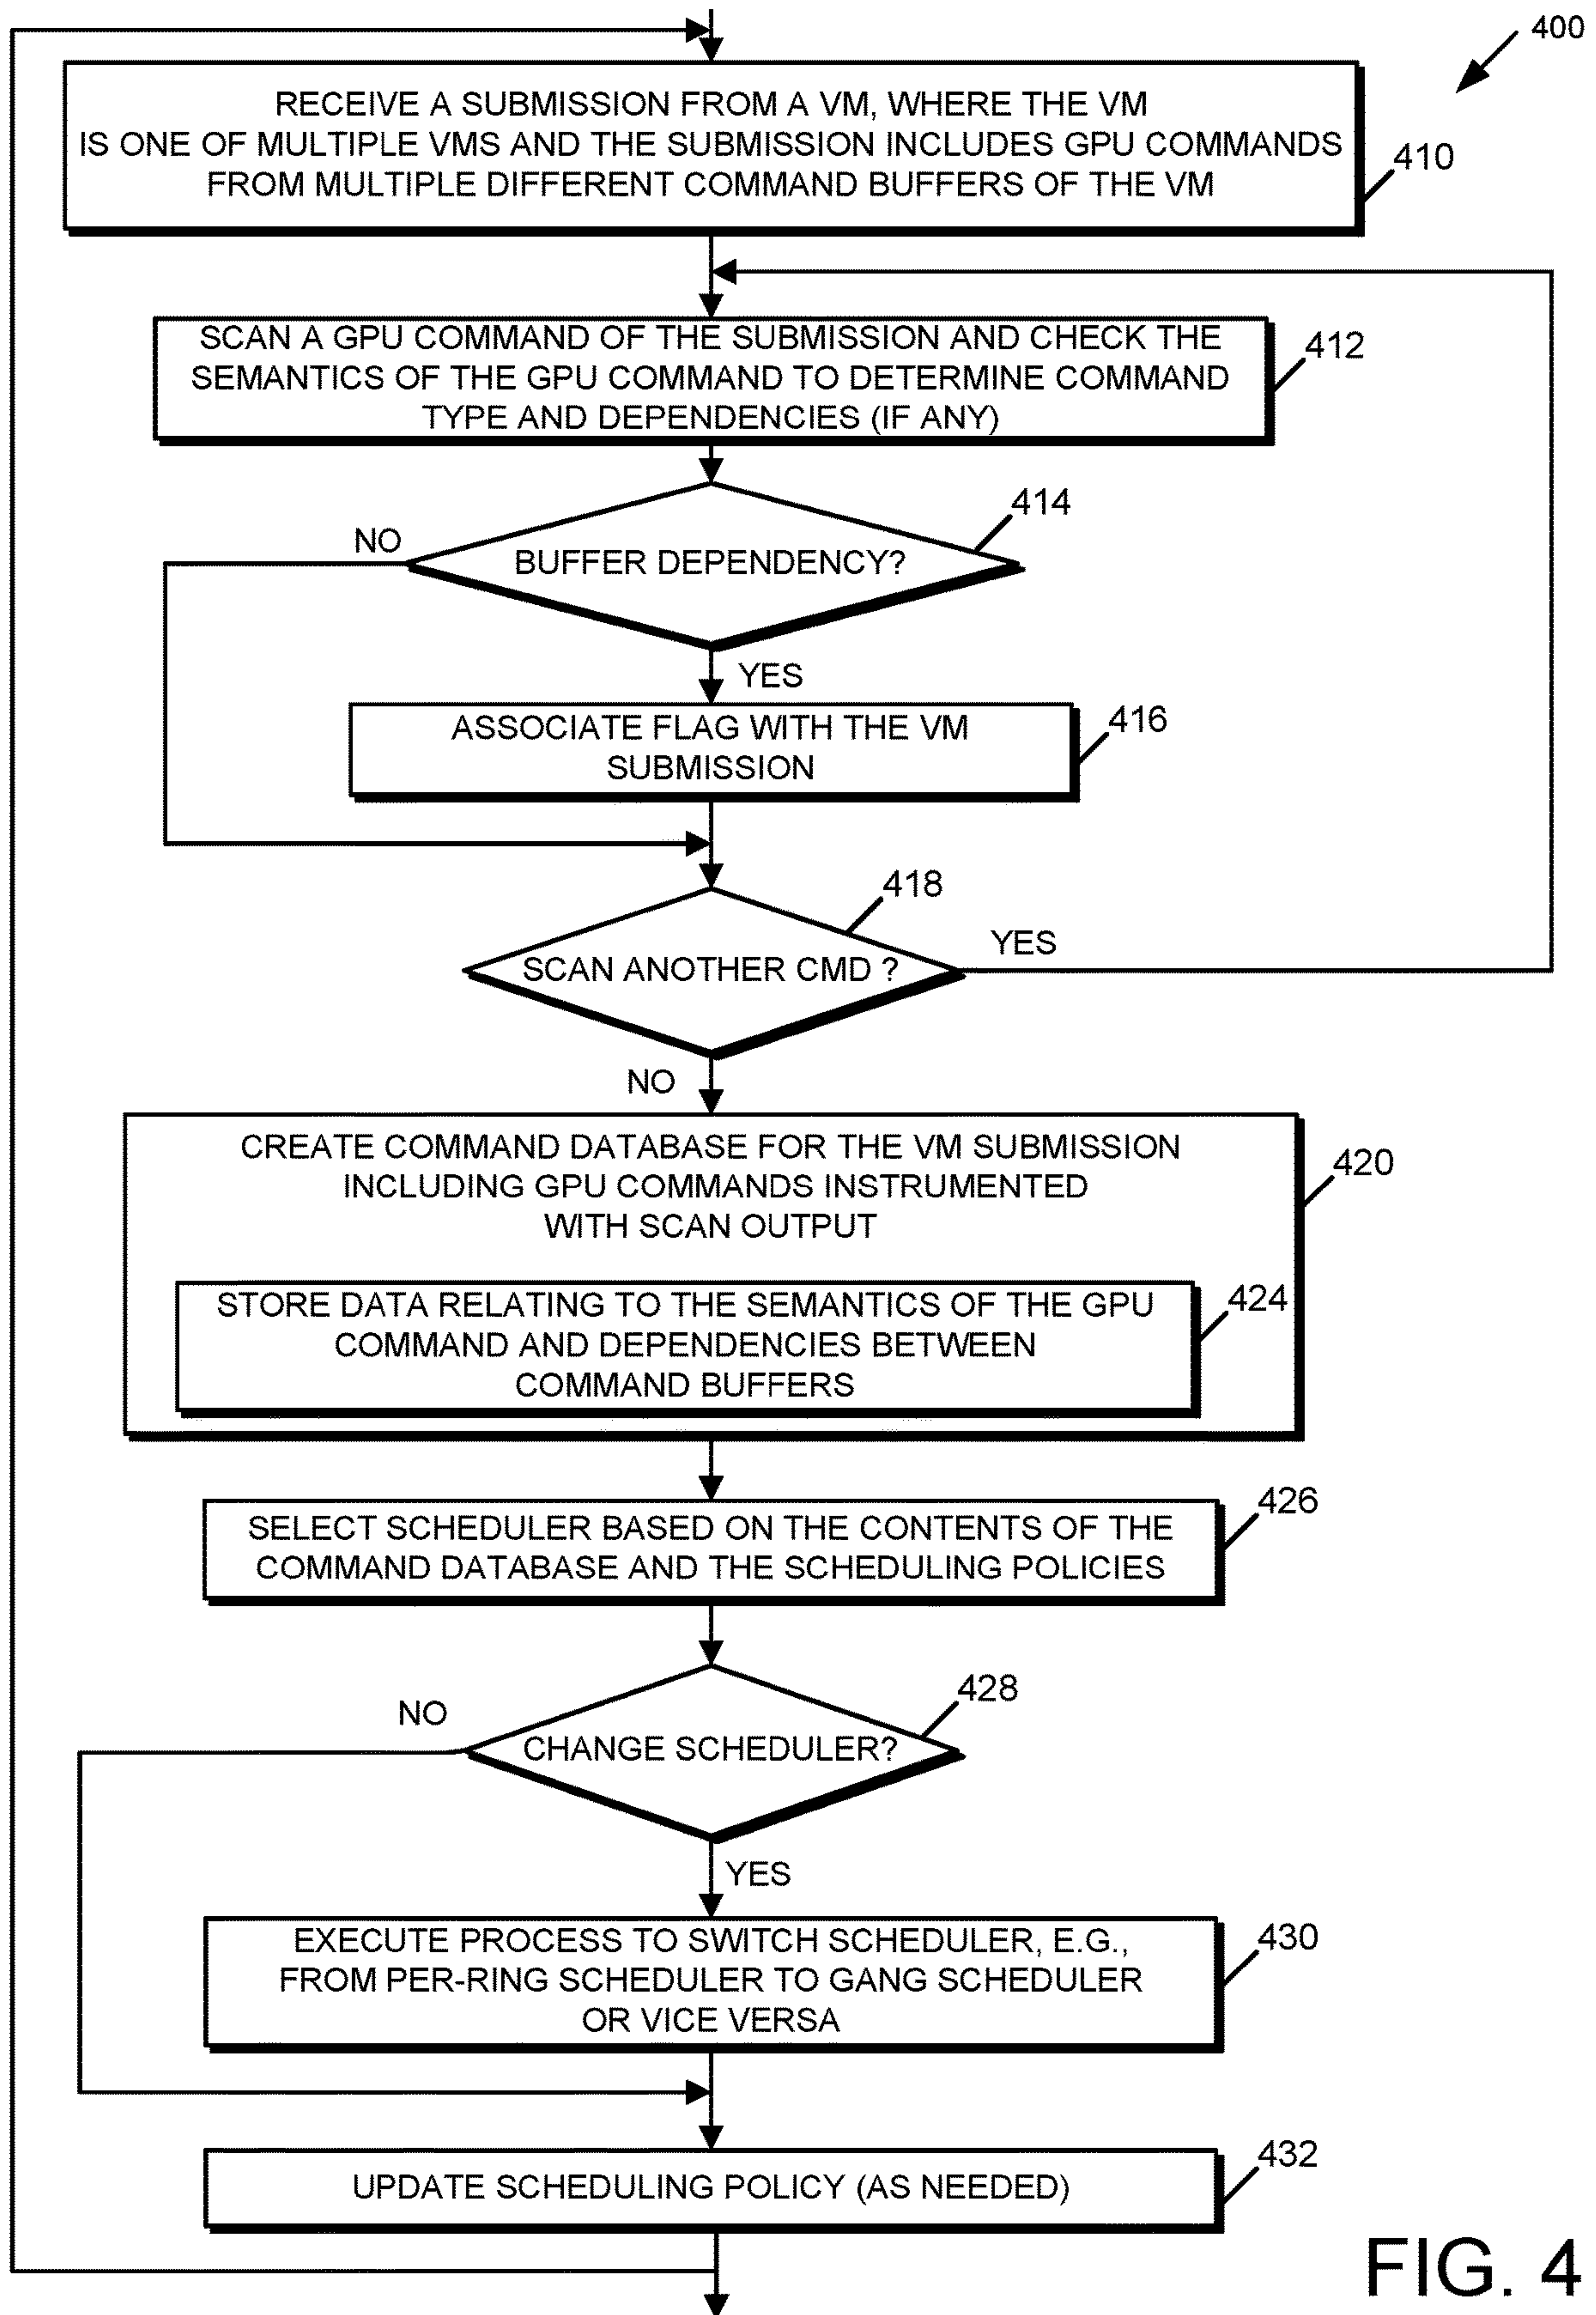 400
RECEIVE A SUBMISSION FROM A VM, WHERE THE VM
IS ONE OF MULTIPLE VMS AND THE SUBMISSION INCLUDES GPU COMMANDS
FROM MULTIPLE DIFFERENT COMMAND BUFFERS OF THE VM
410
SCAN A GPU COMMAND OF THE SUBMISSION AND CHECK THE
SEMANTICS OF THE GPU COMMAND TO DETERMINE COMMAND
TYPE AND DEPENDENCIES (IF ANY)
412
414
NO
BUFFER DEPENDENCY?
YES
ASSOCIATE FLAG WITH THE VM
SUBMISSION
416
418
SCAN ANOTHER CMD ?
YES
NO
CREATE COMMAND DATABASE FOR THE VM SUBMISSION
INCLUDING GPU COMMANDS INSTRUMENTED
WITH SCAN OUTPUT
420
STORE DATA RELATING TO THE SEMANTICS OF THE GPU
COMMAND AND DEPENDENCIES BETWEEN
COMMAND BUFFERS
424
SELECT SCHEDULER BASED ON THE CONTENTS OF THE
COMMAND DATABASE AND THE SCHEDULING POLICIES
426
428
NO
CHANGE SCHEDULER?
YES
EXECUTE PROCESS TO SWITCH SCHEDULER, E.G.,
FROM PER-RING SCHEDULER TO GANG SCHEDULER
OR VICE VERSA
430
UPDATE SCHEDULING POLICY (AS NEEDED)
432
FIG. 4